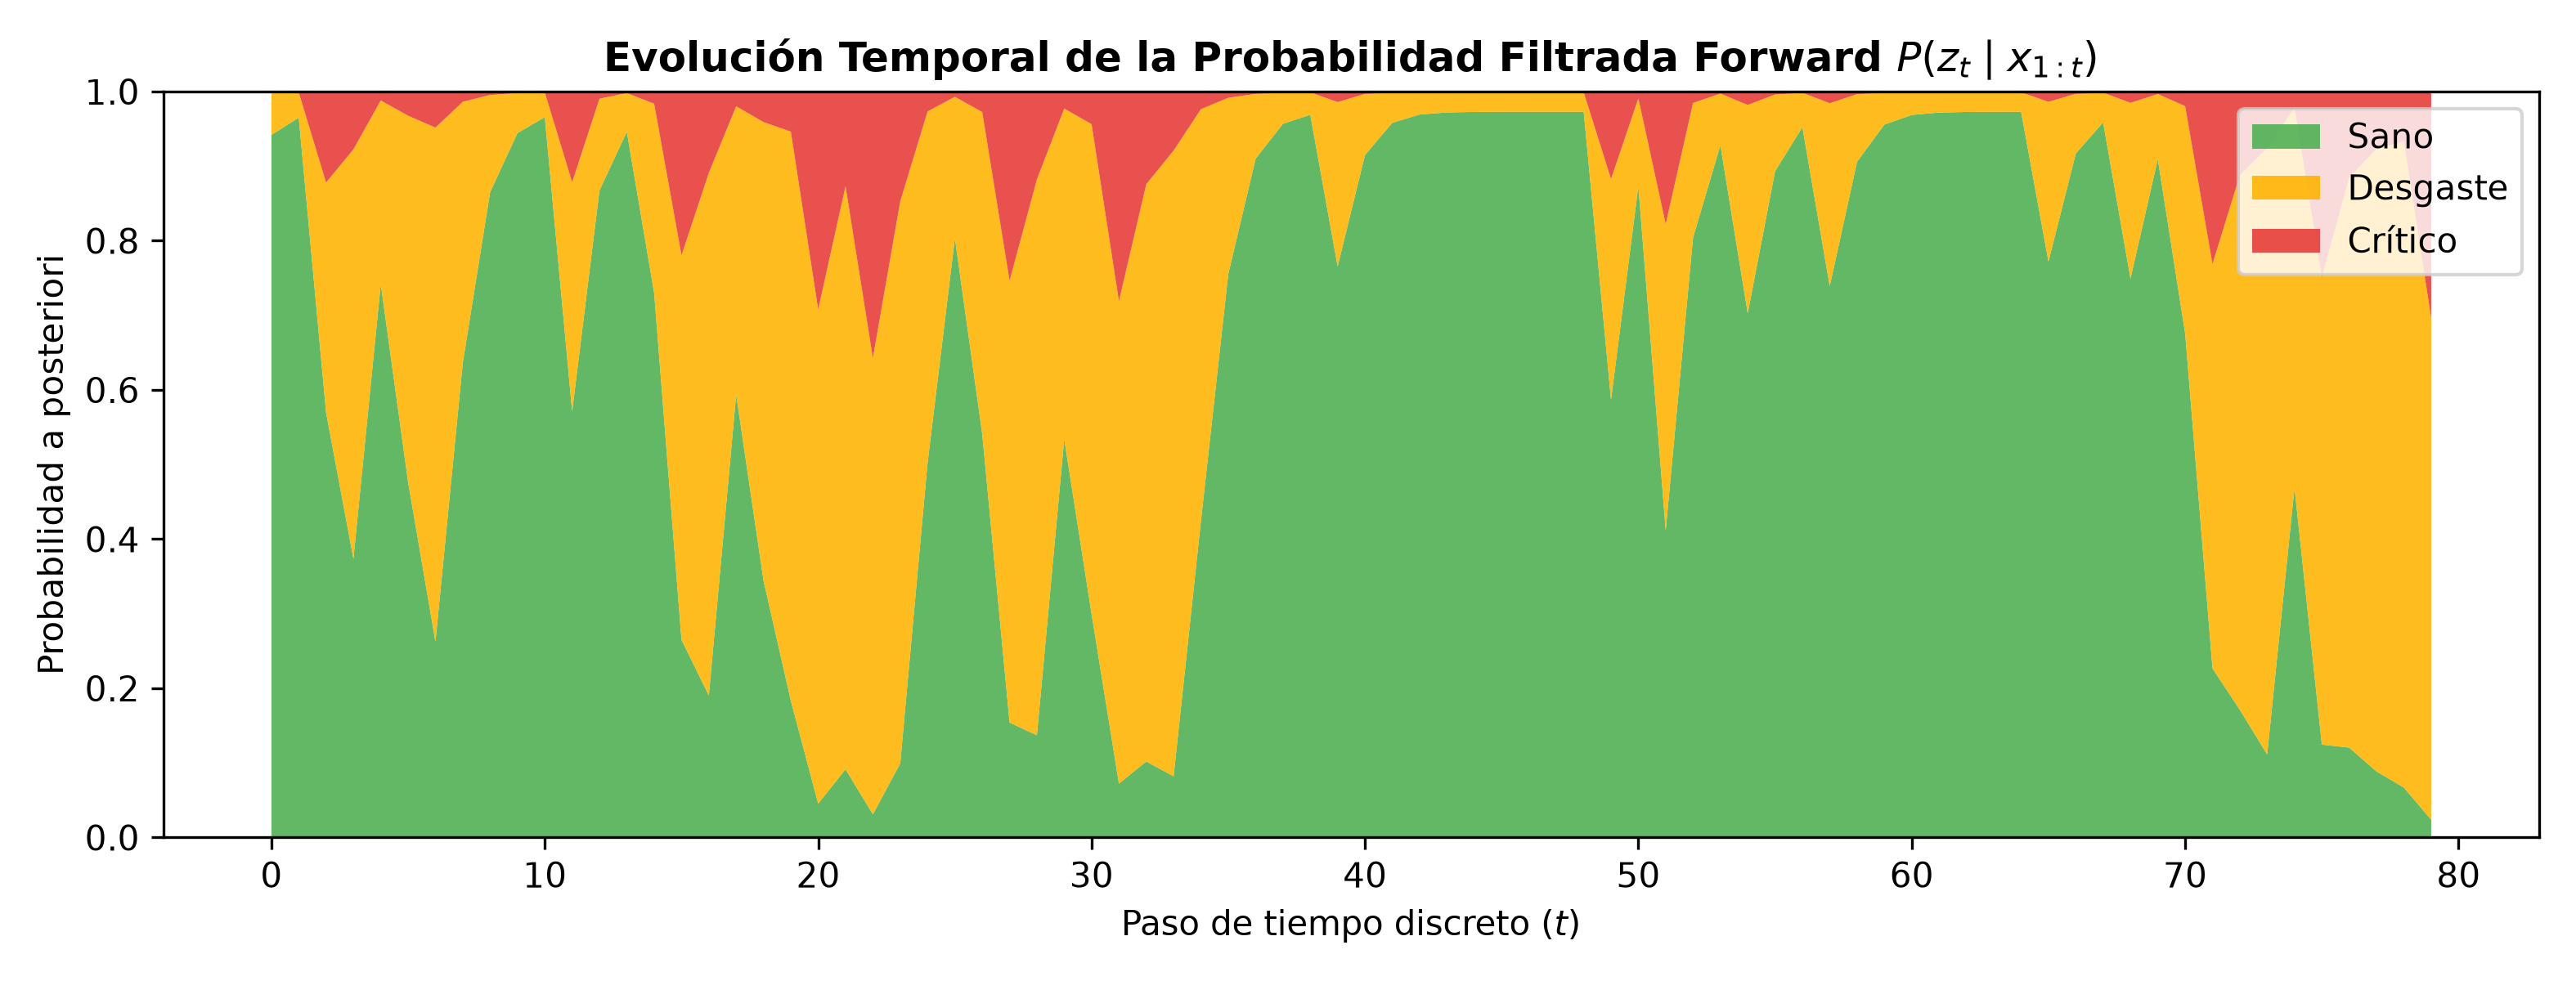 Evolución Temporal de la Probabilidad Filtrada Forward P(z_t | x_{1:t})
1.0
0.8
0.6
0.4
0.2
0.0
Probabilidad a posteriori
Sano
Desgaste
Crítico
0 10 20 30 40 50 60 70 80
Paso de tiempo discreto (t)